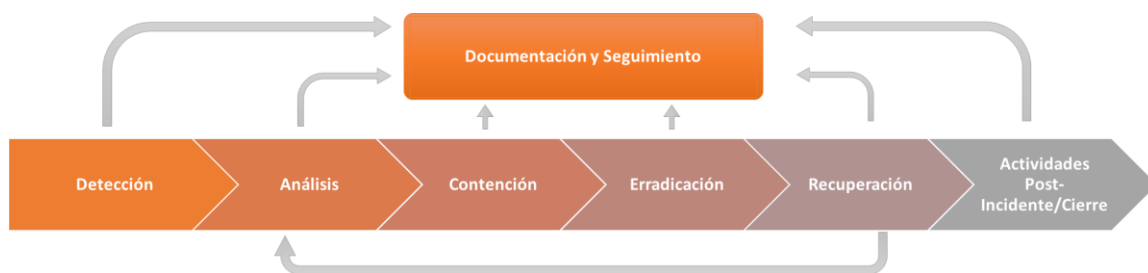 Documentación y Seguimiento
Detección
Análisis
Contención
Erradicación
Recuperación
Actividades
Post-
Incidente/Cierre